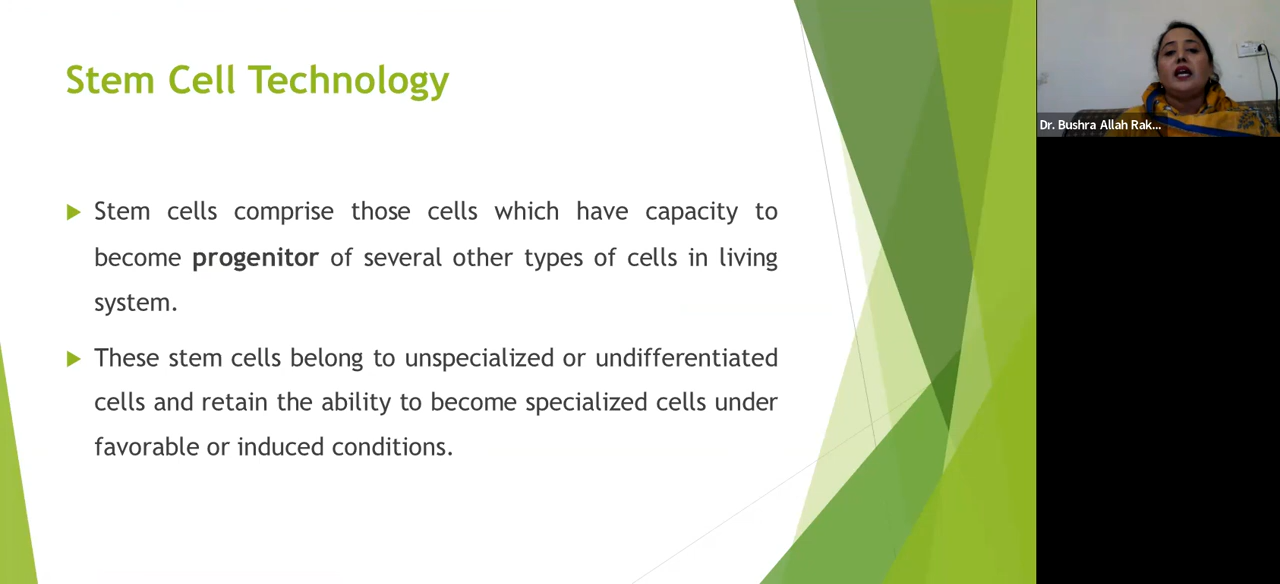 Stem Cell Technology
Stem cells comprise those cells which have capacity to
become progenitor of several other types of cells in living
system.
These stem cells belong to unspecialized or undifferentiated
cells and retain the ability to become specialized cells under
favorable or induced conditions.
Dr. Bushra Allah Rak...